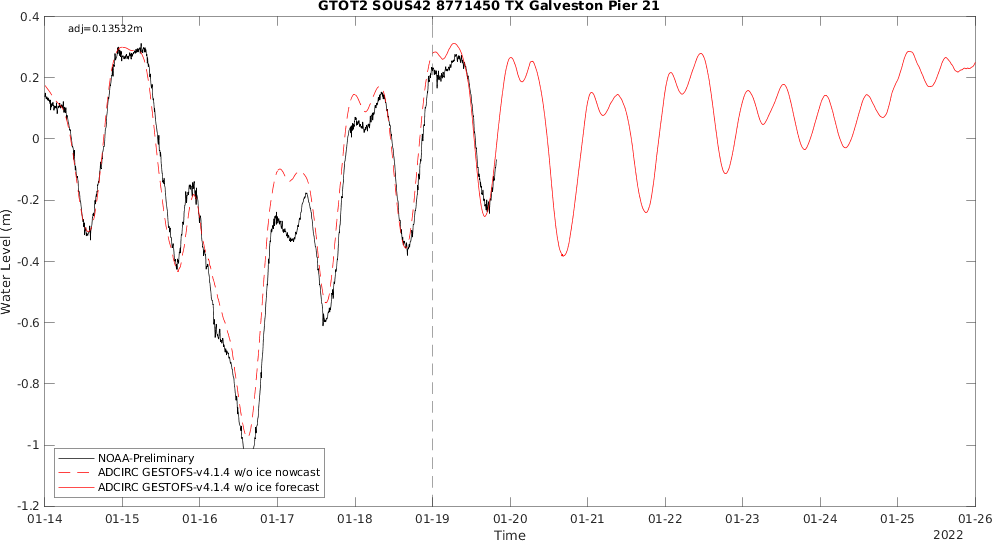 GTOT2 SOUS42 8771450 TX Galveston Pier 21
adj=0.13532m
0.4
0.2
0
-0.2
-0.4
-0.6
-0.8
-1
-1.2
Water Level (m)
NOAA-Preliminary
ADCIRC GESTOFS-v4.1.4 w/o ice nowcast
ADCIRC GESTOFS-v4.1.4 w/o ice forecast
01-14 01-15 01-16 01-17 01-18 01-19 01-20 01-21 01-22 01-23 01-24 01-25 01-26
Time
2022